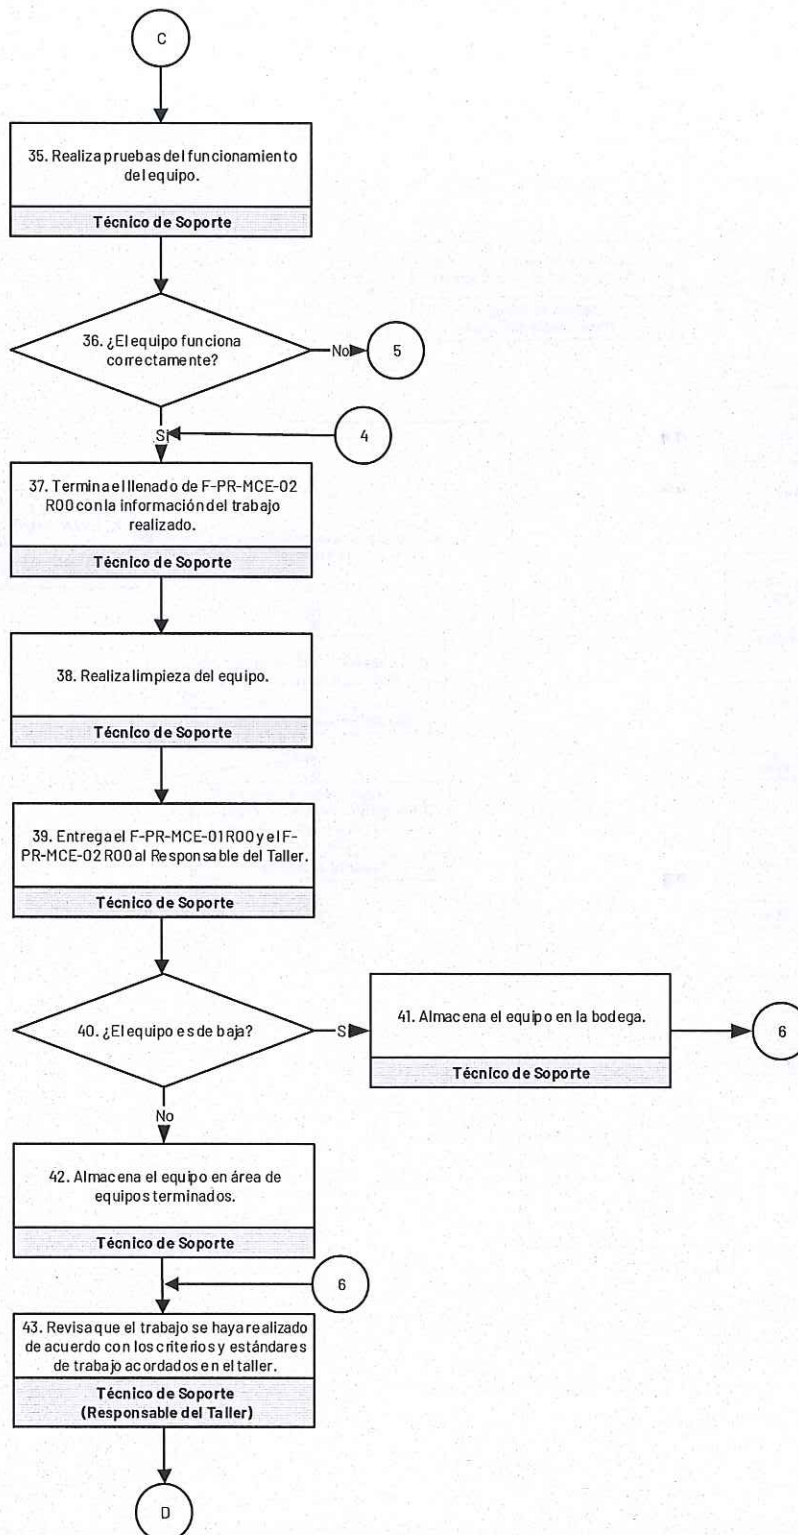 C
35. Realiza pruebas del funcionamiento
del equipo.
Técnico de Soporte
36. ¿El equipo funciona
correctamente?
No
5
Si
4
37. Termina el llenado de F-PR-MCE-02
R00 con la información del trabajo
realizado.
Técnico de Soporte
38. Realiza limpieza del equipo.
Técnico de Soporte
39. Entrega el F-PR-MCE-01 R00 y el F-
PR-MCE-02 R00 al Responsable del Taller.
Técnico de Soporte
40. ¿El equipo es de baja?
Si
41. Almacena el equipo en la bodega.
Técnico de Soporte
6
No
42. Almacena el equipo en área de
equipos terminados.
Técnico de Soporte
6
43. Revisa que el trabajo se haya realizado
de acuerdo con los criterios y estándares
de trabajo acordados en el taller.
Técnico de Soporte
(Responsable del Taller)
D